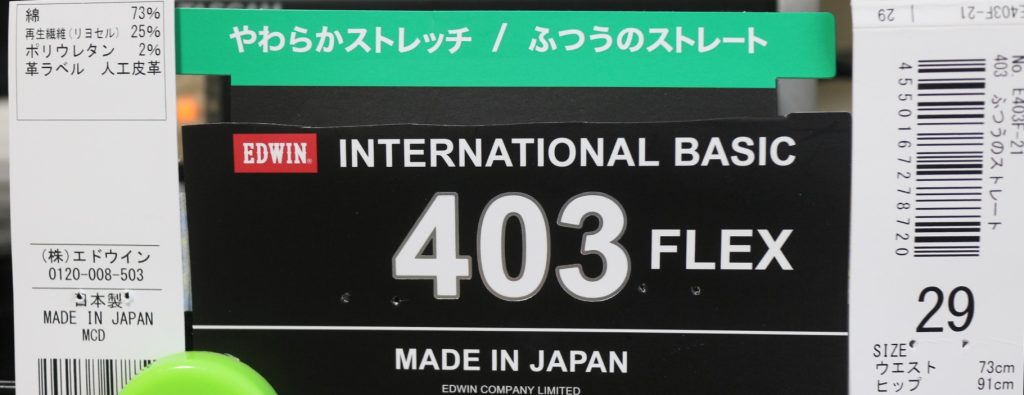 綿 73%
再生繊維(リヨセル) 25%
ポリウレタン 2%
革ラベル 人工皮革
(株)エドウイン
0120-008-503
日本製
MADE IN JAPAN
MCD
やわらかストレッチ / ふつうのストレート
EDWIN® INTERNATIONAL BASIC
403 FLEX
MADE IN JAPAN
EDWIN COMPANY LIMITED
E403F-21
29
No. E403F-21
403 ふつうのストレート
4550167278720
29
SIZE
ウエスト 73cm
ヒップ 91cm